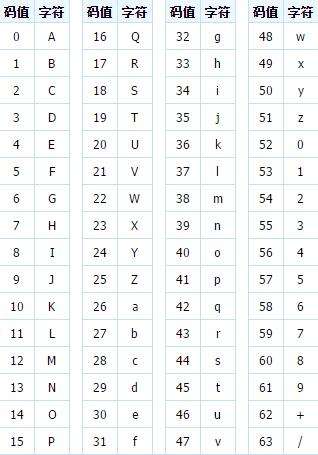 码值 字符 码值 字符 码值 字符 码值 字符
0 A 16 Q 32 g 48 w
1 B 17 R 33 h 49 x
2 C 18 S 34 i 50 y
3 D 19 T 35 j 51 z
4 E 20 U 36 k 52 0
5 F 21 V 37 l 53 1
6 G 22 W 38 m 54 2
7 H 23 X 39 n 55 3
8 I 24 Y 40 o 56 4
9 J 25 Z 41 p 57 5
10 K 26 a 42 q 58 6
11 L 27 b 43 r 59 7
12 M 28 c 44 s 60 8
13 N 29 d 45 t 61 9
14 O 30 e 46 u 62 +
15 P 31 f 47 v 63 /